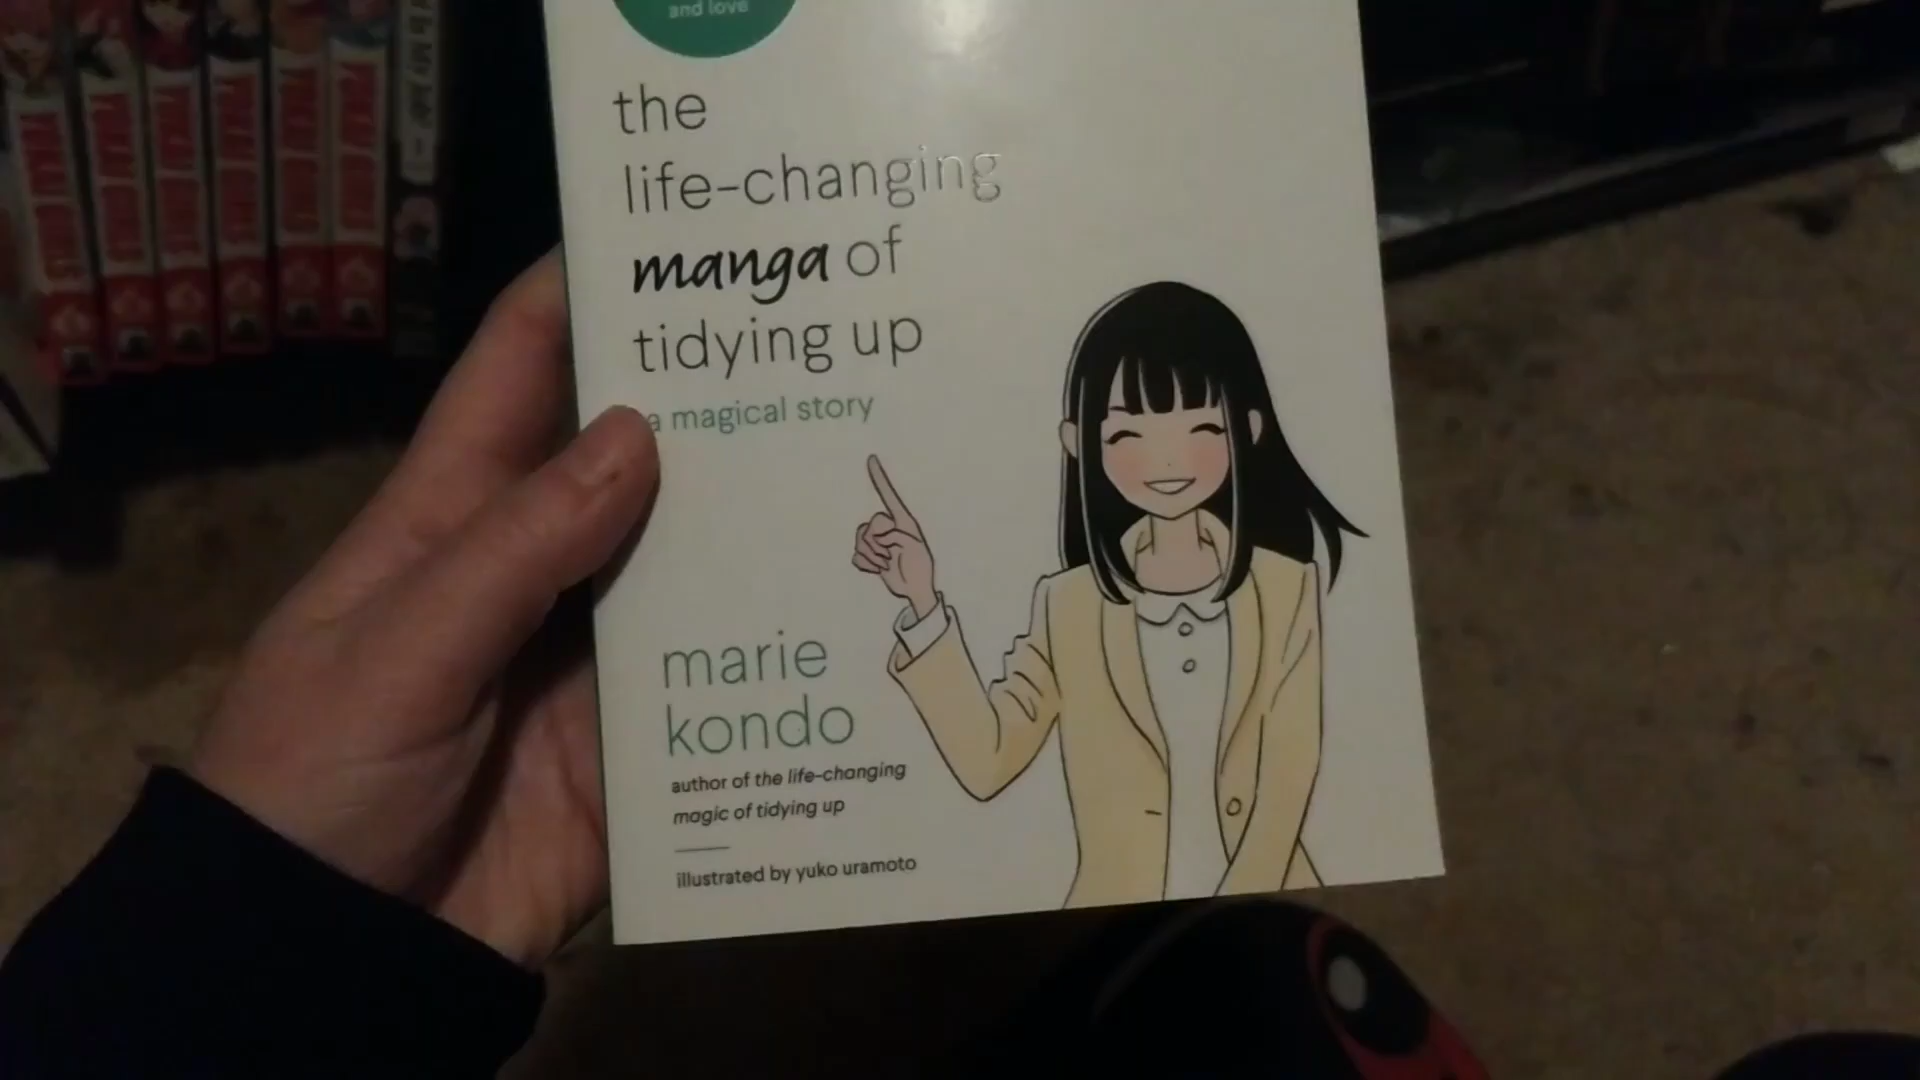 and love
the
life-changing
manga of
tidying up
a magical story
marie
kondo
author of the life-changing
magic of tidying up
illustrated by yuko uramoto